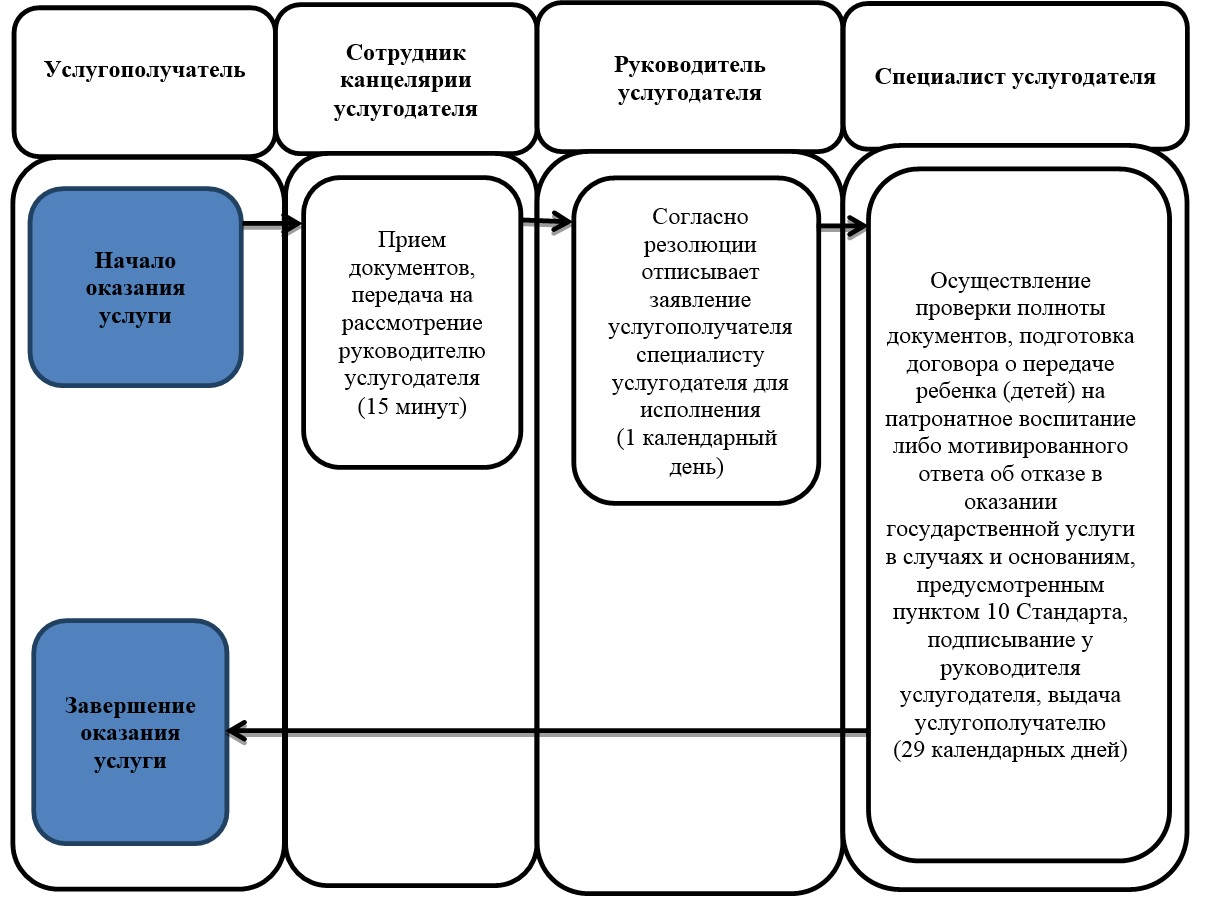 Услугополучатель
Сотрудник
канцелярии
услугодателя
Руководитель
услугодателя
Специалист услугодателя
Начало
оказания
услуги
Прием
документов,
передача на
рассмотрение
руководителю
услугодателя
(15 минут)
Согласно
резолюции
отписывает
заявление
услугополучателя
специалисту
услугодателя для
исполнения
(1 календарный
день)
Осуществление
проверки полноты
документов, подготовка
договора о передаче
ребенка (детей) на
патронатное воспитание
либо мотивированного
ответа об отказе в
оказании
государственной услуги
в случаях и основаниям,
предусмотренным
пунктом 10 Стандарта,
подписывание у
руководителя
услугодателя, выдача
услугополучателю
(29 календарных дней)
Завершение
оказания
услуги